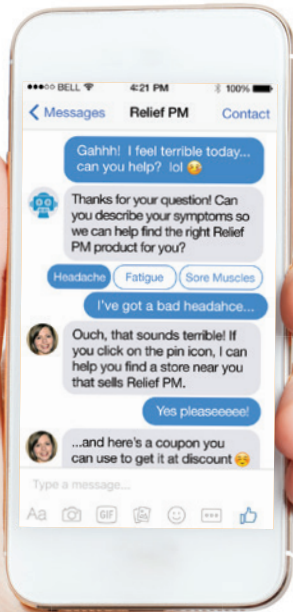 BELL 4:21 PM 100%
Messages Relief PM Contact
Gahhh! I feel terrible today...
can you help? lol
Thanks for your question! Can
you describe your symptoms so
we can help find the right Relief
PM product for you?
Headache Fatigue Sore Muscles
I've got a bad headahce...
Ouch, that sounds terrible! If
you click on the pin icon, I can
help you find a store near you
that sells Relief PM.
Yes pleaseeeee!
...and here's a coupon you
can use to get it at discount
Type a message...
Aa GIF